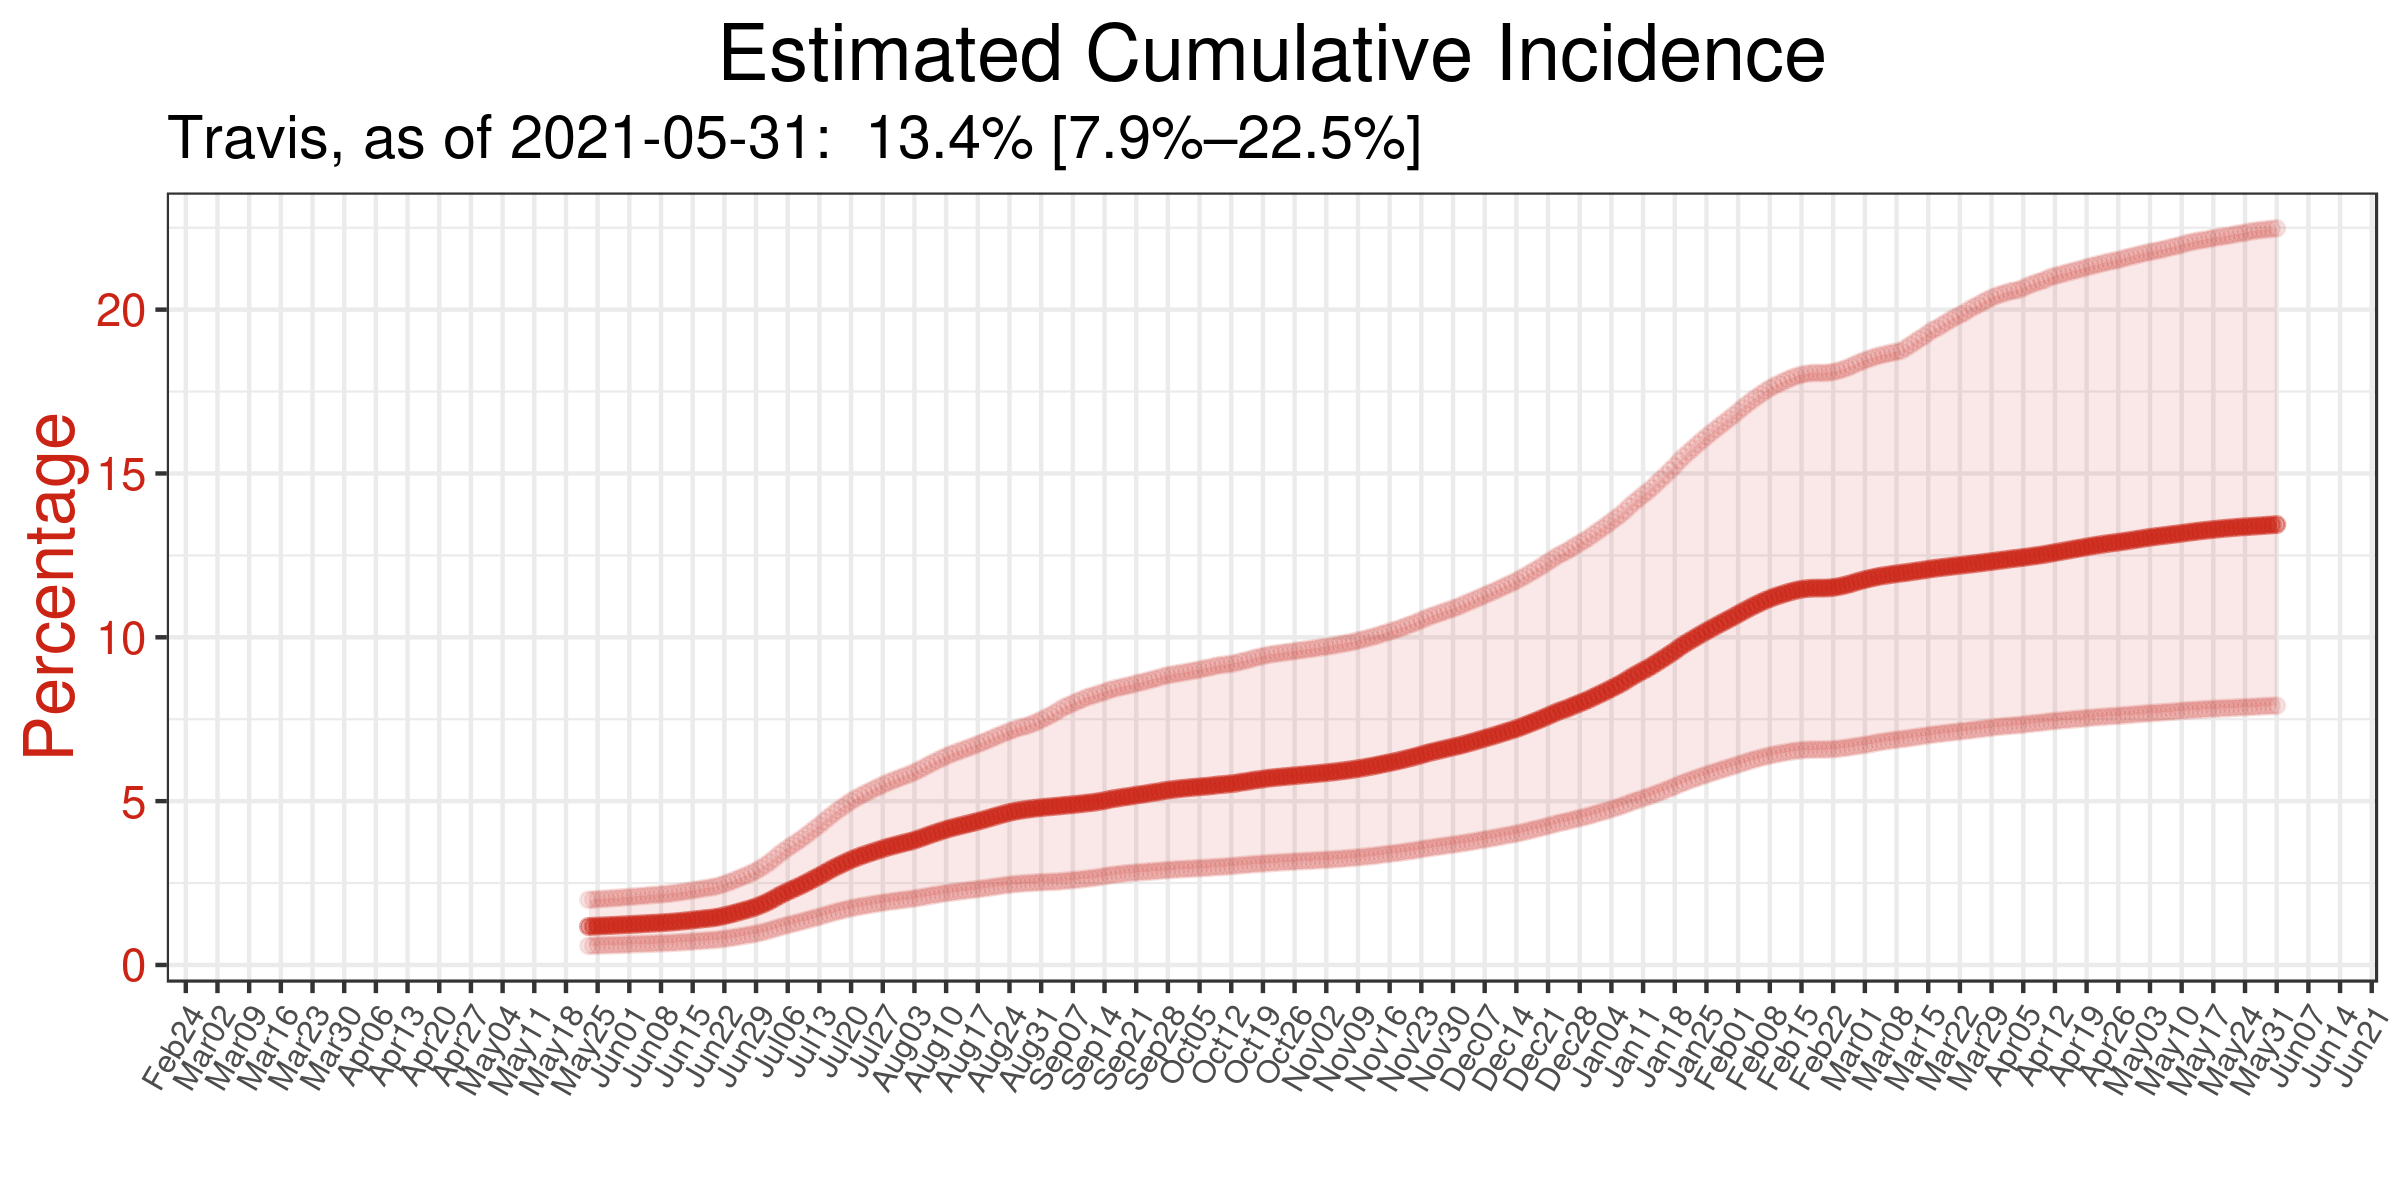 Estimated Cumulative Incidence
Travis, as of 2021-05-31:  13.4% [7.9%–22.5%]
Percentage
20
15
10
5
0
Feb24
Mar02
Mar09
Mar16
Mar23
Mar30
Apr06
Apr13
Apr20
Apr27
May04
May11
May18
May25
Jun01
Jun08
Jun15
Jun22
Jun29
Jul06
Jul13
Jul20
Jul27
Aug03
Aug10
Aug17
Aug24
Aug31
Sep07
Sep14
Sep21
Sep28
Oct05
Oct12
Oct19
Oct26
Nov02
Nov09
Nov16
Nov23
Nov30
Dec07
Dec14
Dec21
Dec28
Jan04
Jan11
Jan18
Jan25
Feb01
Feb08
Feb15
Feb22
Mar01
Mar08
Mar15
Mar22
Mar29
Apr05
Apr12
Apr19
Apr26
May03
May10
May17
May24
May31
Jun07
Jun14
Jun21